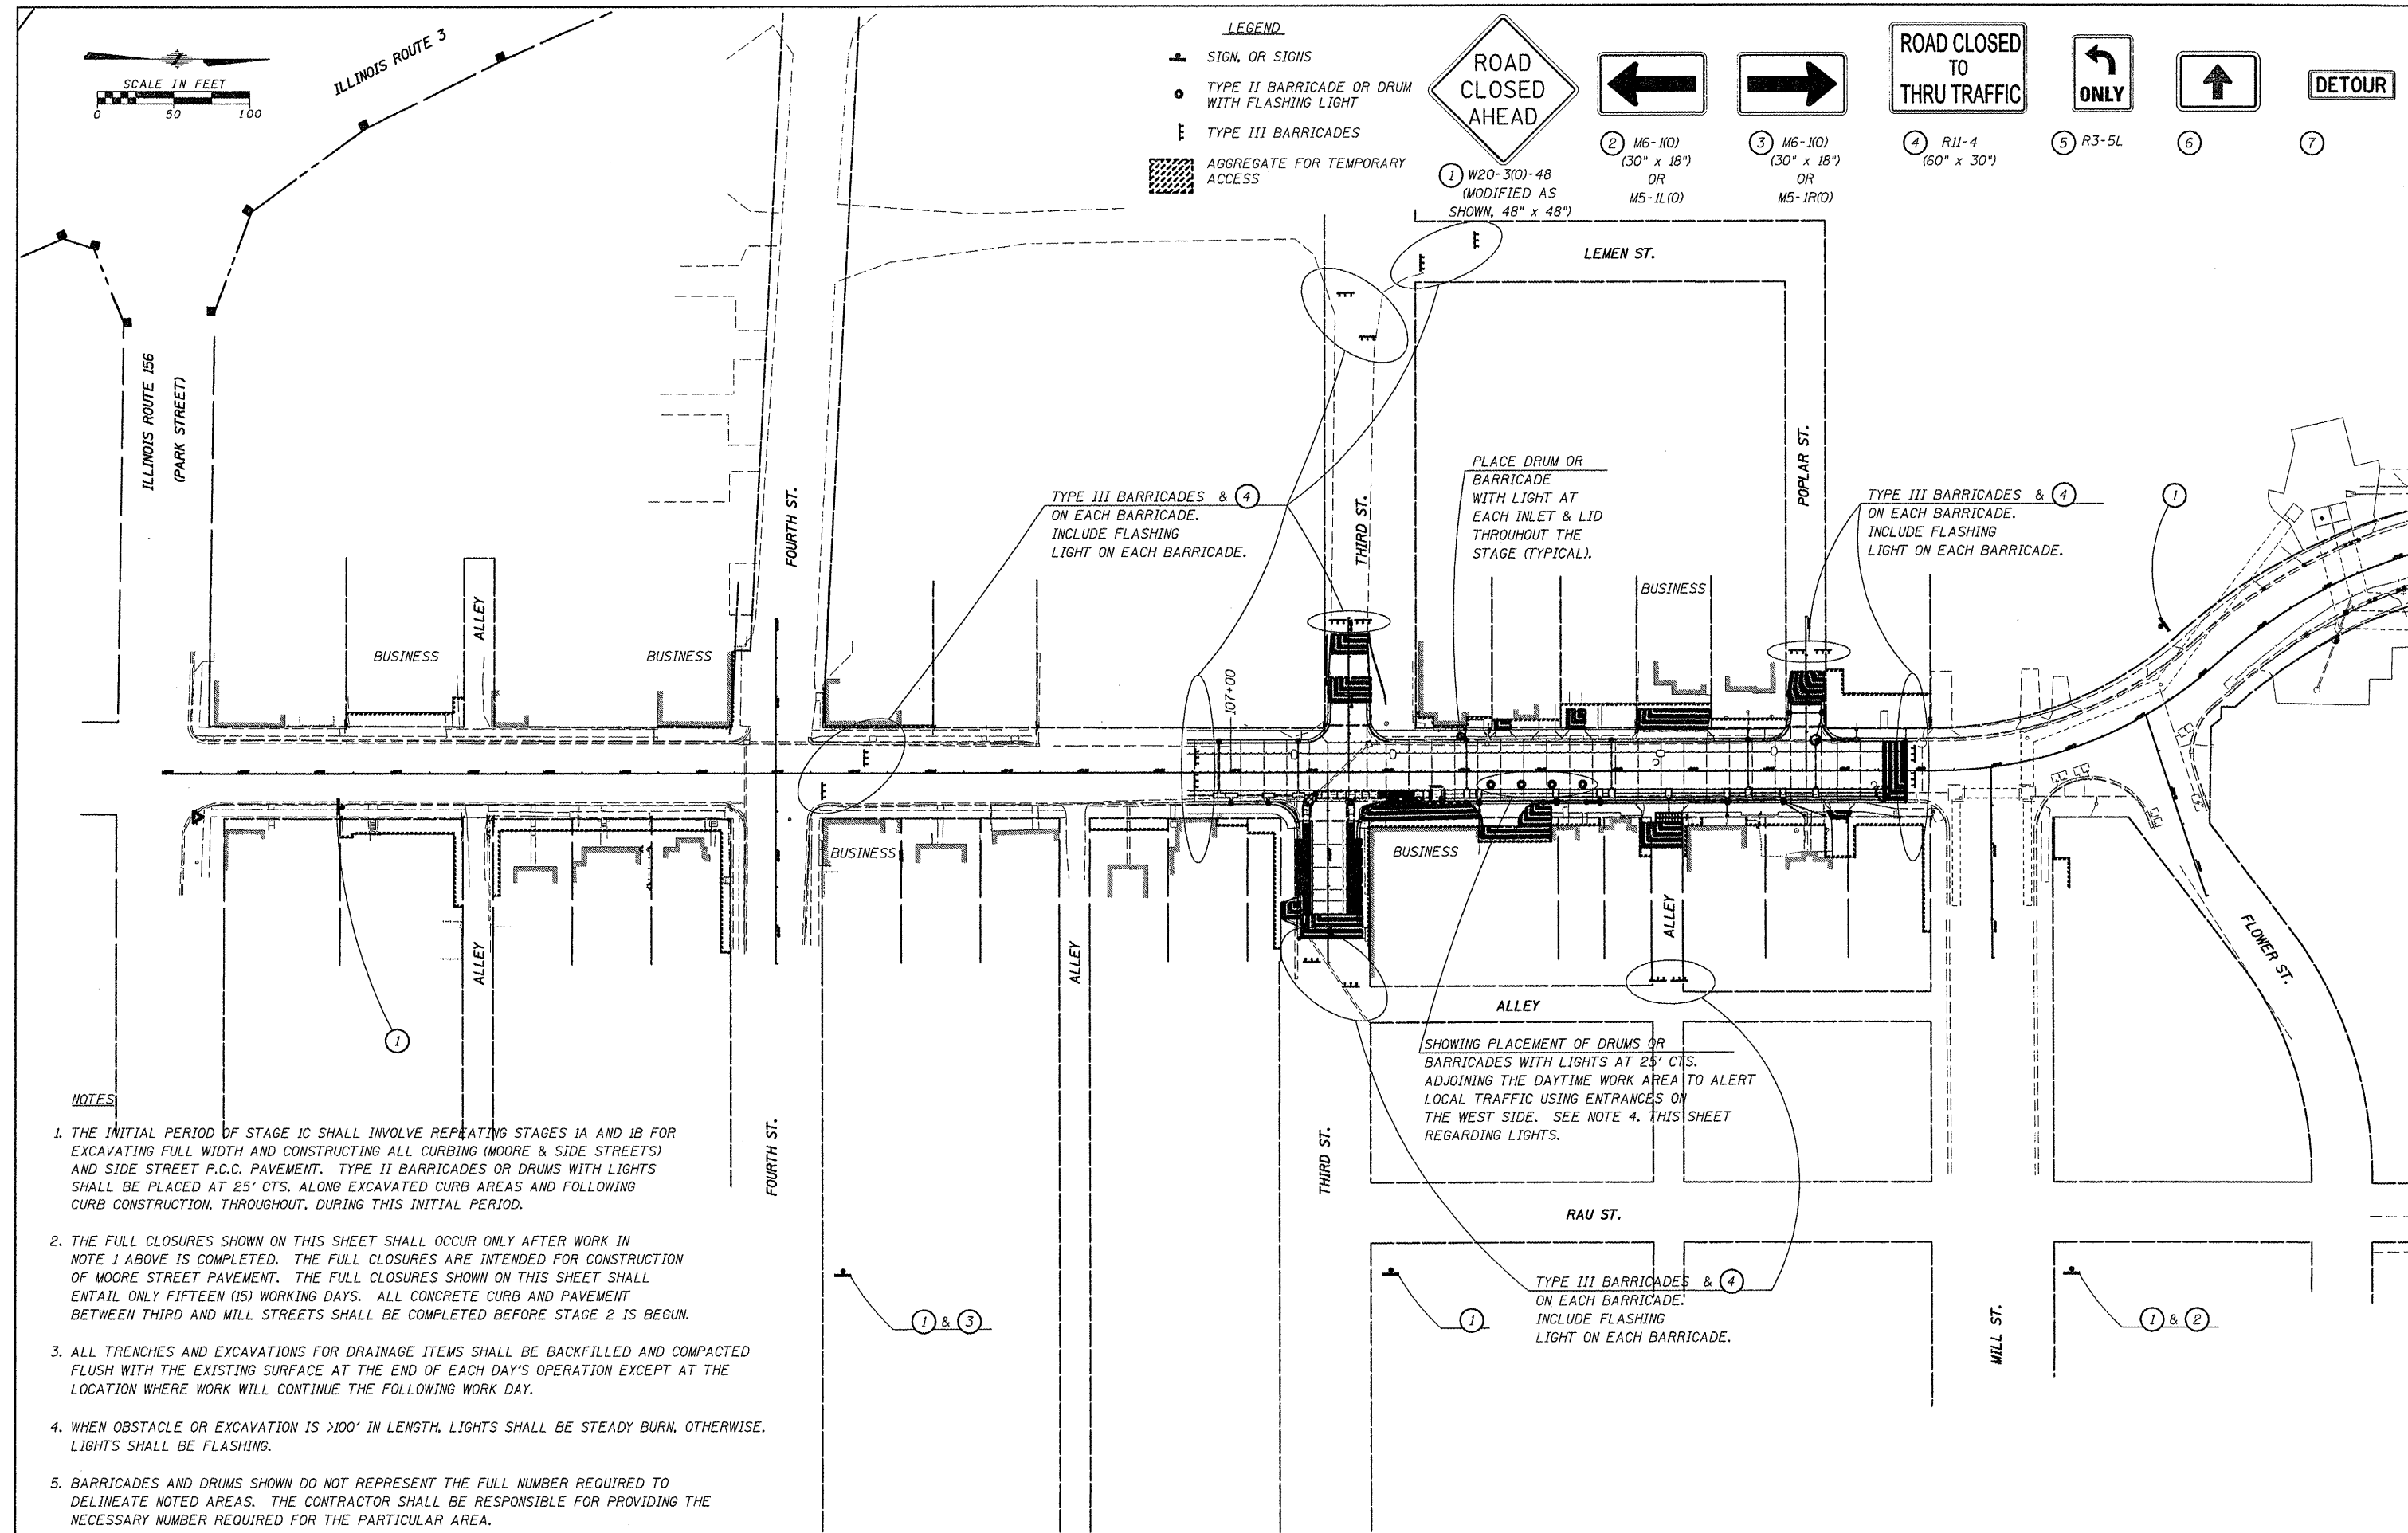 ILLINOIS ROUTE 3
SCALE IN FEET
0 50 100
LEGEND
SIGN, OR SIGNS
TYPE II BARRICADE OR DRUM
WITH FLASHING LIGHT
TYPE III BARRICADES
AGGREGATE FOR TEMPORARY
ACCESS
ROAD
CLOSED
AHEAD
1 W20-3(O)-48
(MODIFIED AS
SHOWN, 48" x 48")
2 M6-1(O)
(30" x 18")
OR
M5-1L(O)
3 M6-1(O)
(30" x 18")
OR
M5-1R(O)
ROAD CLOSED
TO
THRU TRAFFIC
4 R11-4
(60" x 30")
ONLY
5 R3-5L
6
DETOUR
7
LEMEN ST.
ILLINOIS ROUTE 156
(PARK STREET)
FOURTH ST.
THIRD ST.
POPLAR ST.
TYPE III BARRICADES & 4
ON EACH BARRICADE.
INCLUDE FLASHING
LIGHT ON EACH BARRICADE.
PLACE DRUM OR
BARRICADE
WITH LIGHT AT
EACH INLET & LID
THROUHOUT THE
STAGE (TYPICAL).
TYPE III BARRICADES & 4
ON EACH BARRICADE.
INCLUDE FLASHING
LIGHT ON EACH BARRICADE.
1
BUSINESS
ALLEY
BUSINESS
BUSINESS
107+00
BUSINESS
BUSINESS
ALLEY
ALLEY
ALLEY
FLOWER ST.
ALLEY
1
SHOWING PLACEMENT OF DRUMS OR
BARRICADES WITH LIGHTS AT 25' CTS.
ADJOINING THE DAYTIME WORK AREA TO ALERT
LOCAL TRAFFIC USING ENTRANCES ON
THE WEST SIDE. SEE NOTE 4. THIS SHEET
REGARDING LIGHTS.
FOURTH ST.
THIRD ST.
RAU ST.
MILL ST.
1 & 3
1
TYPE III BARRICADES & 4
ON EACH BARRICADE.
INCLUDE FLASHING
LIGHT ON EACH BARRICADE.
1 & 2
NOTES
1. THE INITIAL PERIOD OF STAGE 1C SHALL INVOLVE REPEATING STAGES 1A AND 1B FOR
EXCAVATING FULL WIDTH AND CONSTRUCTING ALL CURBING (MOORE & SIDE STREETS)
AND SIDE STREET P.C.C. PAVEMENT. TYPE II BARRICADES OR DRUMS WITH LIGHTS
SHALL BE PLACED AT 25' CTS. ALONG EXCAVATED CURB AREAS AND FOLLOWING
CURB CONSTRUCTION, THROUGHOUT, DURING THIS INITIAL PERIOD.
2. THE FULL CLOSURES SHOWN ON THIS SHEET SHALL OCCUR ONLY AFTER WORK IN
NOTE 1 ABOVE IS COMPLETED. THE FULL CLOSURES ARE INTENDED FOR CONSTRUCTION
OF MOORE STREET PAVEMENT. THE FULL CLOSURES SHOWN ON THIS SHEET SHALL
ENTAIL ONLY FIFTEEN (15) WORKING DAYS. ALL CONCRETE CURB AND PAVEMENT
BETWEEN THIRD AND MILL STREETS SHALL BE COMPLETED BEFORE STAGE 2 IS BEGUN.
3. ALL TRENCHES AND EXCAVATIONS FOR DRAINAGE ITEMS SHALL BE BACKFILLED AND COMPACTED
FLUSH WITH THE EXISTING SURFACE AT THE END OF EACH DAY'S OPERATION EXCEPT AT THE
LOCATION WHERE WORK WILL CONTINUE THE FOLLOWING WORK DAY.
4. WHEN OBSTACLE OR EXCAVATION IS >100' IN LENGTH, LIGHTS SHALL BE STEADY BURN, OTHERWISE,
LIGHTS SHALL BE FLASHING.
5. BARRICADES AND DRUMS SHOWN DO NOT REPRESENT THE FULL NUMBER REQUIRED TO
DELINEATE NOTED AREAS. THE CONTRACTOR SHALL BE RESPONSIBLE FOR PROVIDING THE
NECESSARY NUMBER REQUIRED FOR THE PARTICULAR AREA.